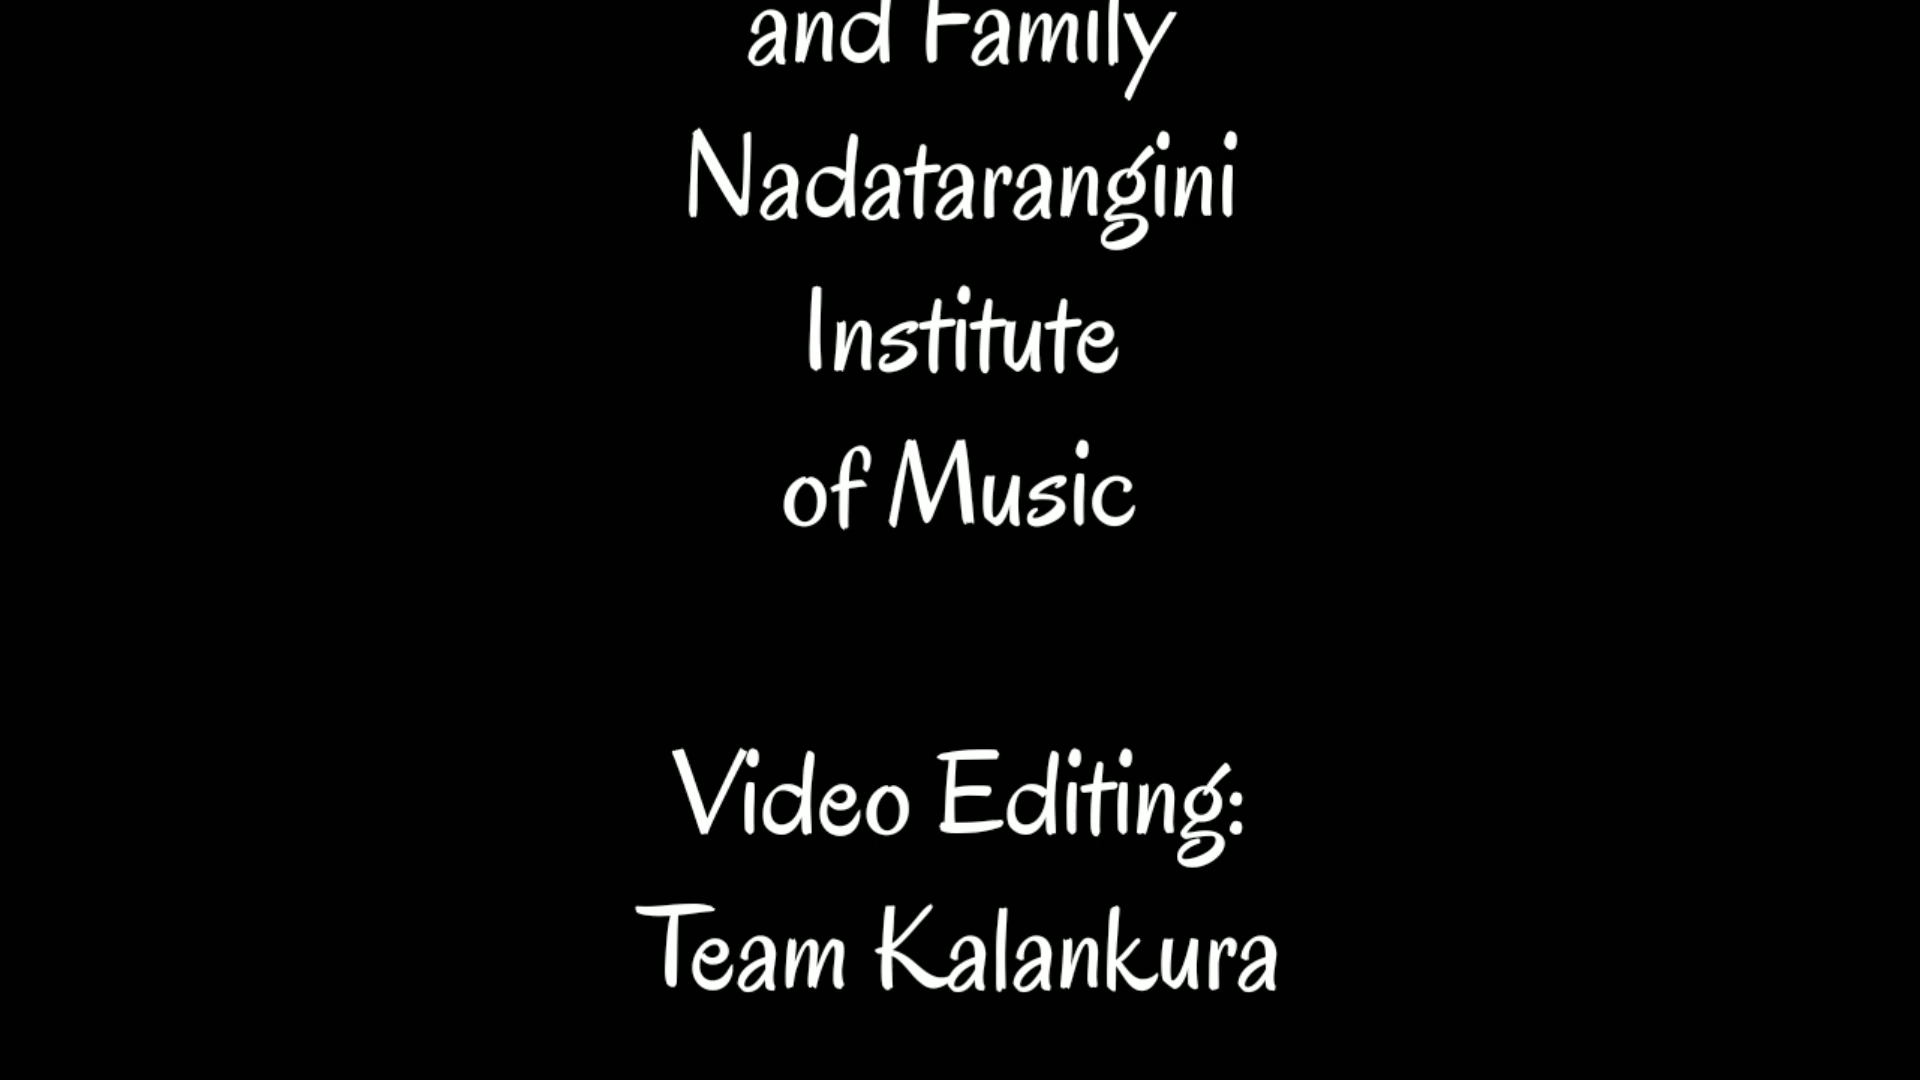 and Family
Nadatarangini
Institute
of Music
Video Editing:
Team Kalankura